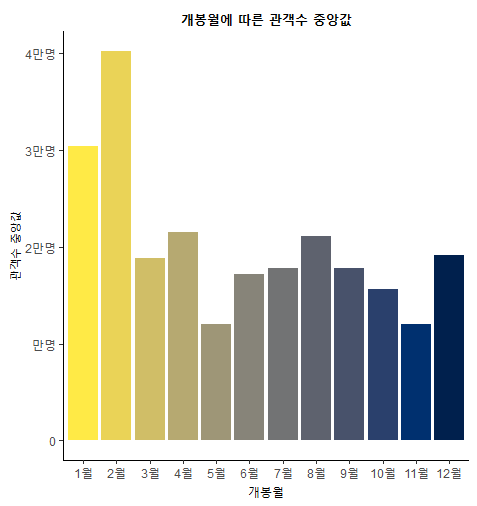 개봉월에 따른 관객수 중앙값
관객수 중앙값
4만명
3만명
2만명
만명
0
1월 2월 3월 4월 5월 6월 7월 8월 9월 10월 11월 12월
개봉월